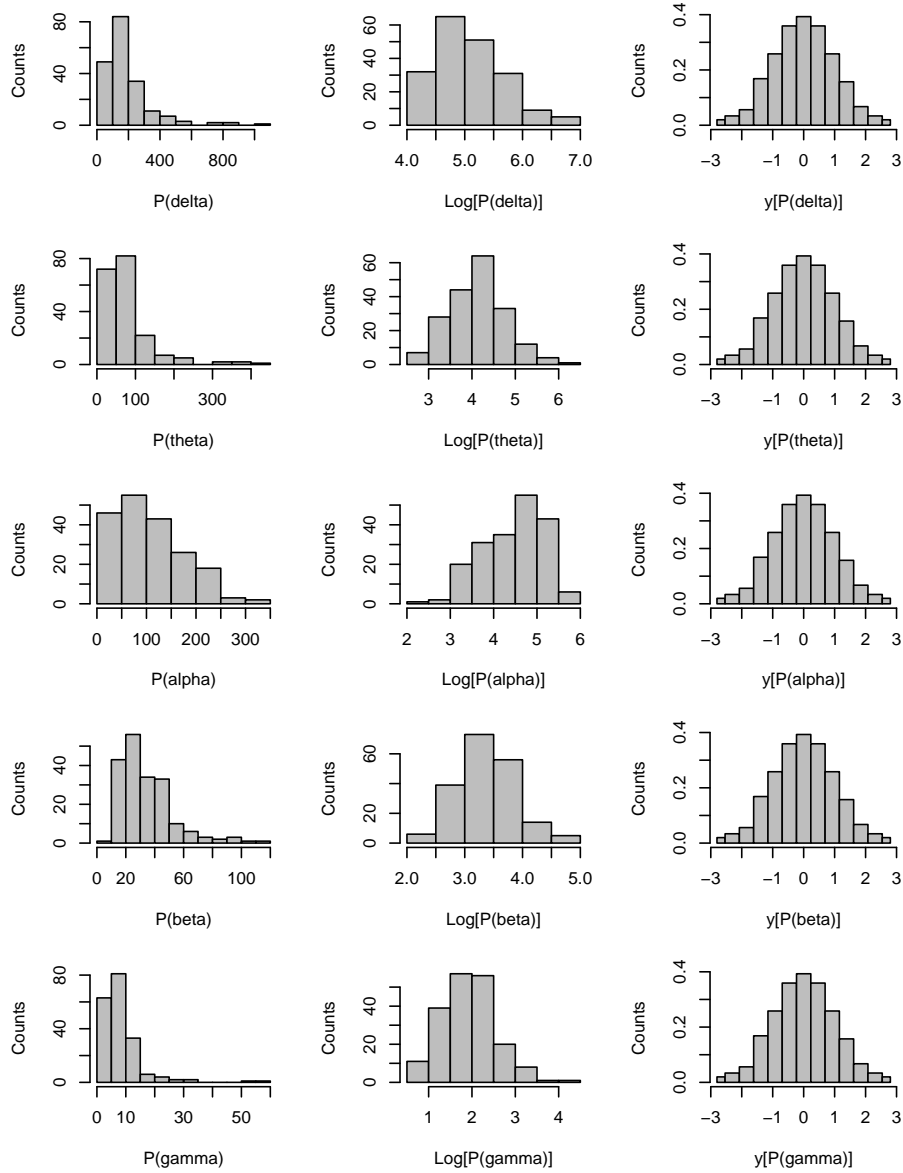 Counts
0 40 80
0 400 800
P(delta)
Counts
0 20 40 60
4.0 5.0 6.0 7.0
Log[P(delta)]
Counts
0.0 0.2 0.4
−3 −1 0 1 2 3
y[P(delta)]
Counts
0 40 80
0 100 300
P(theta)
Counts
0 20 40 60
3 4 5 6
Log[P(theta)]
Counts
0.0 0.2 0.4
−3 −1 0 1 2 3
y[P(theta)]
Counts
0 20 40
0 100 200 300
P(alpha)
Counts
0 20 40
2 3 4 5 6
Log[P(alpha)]
Counts
0.0 0.2 0.4
−3 −1 0 1 2 3
y[P(alpha)]
Counts
0 20 40
0 20 60 100
P(beta)
Counts
0 20 60
2.0 3.0 4.0 5.0
Log[P(beta)]
Counts
0.0 0.2 0.4
−3 −1 0 1 2 3
y[P(beta)]
Counts
0 40 80
0 10 30 50
P(gamma)
Counts
0 20 40
1 2 3 4
Log[P(gamma)]
Counts
0.0 0.2 0.4
−3 −1 0 1 2 3
y[P(gamma)]